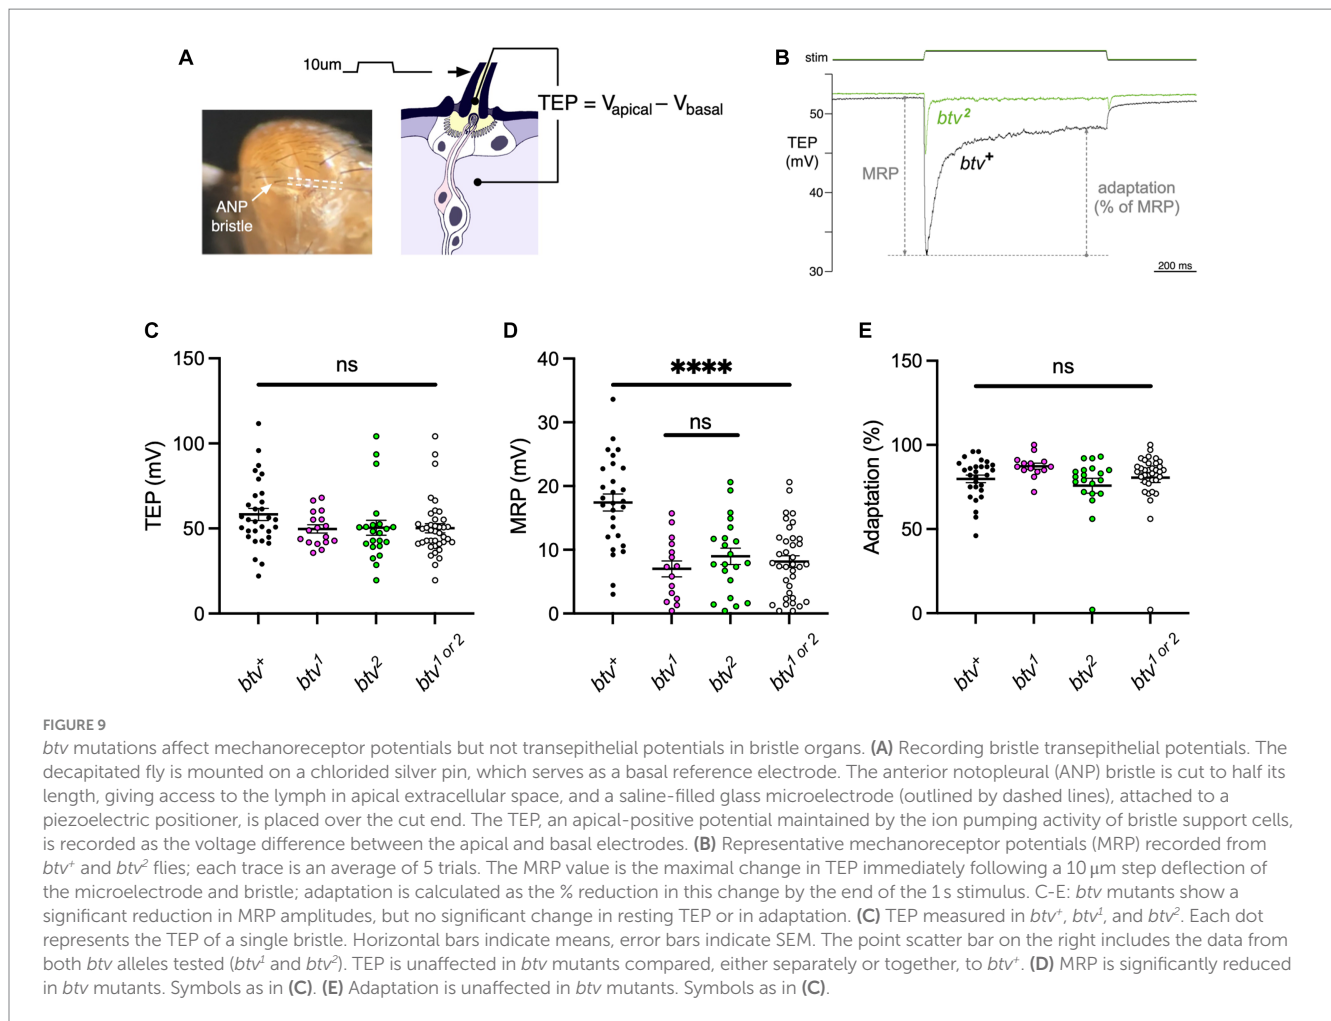 A
10um
TEP = Vapical – Vbasal
ANP
bristle
B
stim
50
TEP
(mV)
40
30
btv²
btv⁺
MRP
adaptation
(% of MRP)
200 ms
C
150
100
50
0
TEP (mV)
ns
btv⁺
btv¹
btv²
btv¹ or ²
D
40
30
20
10
0
MRP (mV)
****
ns
btv⁺
btv¹
btv²
btv¹ or ²
E
150
100
50
0
Adaptation (%)
ns
btv⁺
btv¹
btv²
btv¹ or ²
FIGURE 9
btv mutations affect mechanoreceptor potentials but not transepithelial potentials in bristle organs. (A) Recording bristle transepithelial potentials. The
decapitated fly is mounted on a chlorided silver pin, which serves as a basal reference electrode. The anterior notopleural (ANP) bristle is cut to half its
length, giving access to the lymph in apical extracellular space, and a saline-filled glass microelectrode (outlined by dashed lines), attached to a
piezoelectric positioner, is placed over the cut end. The TEP, an apical-positive potential maintained by the ion pumping activity of bristle support cells,
is recorded as the voltage difference between the apical and basal electrodes. (B) Representative mechanoreceptor potentials (MRP) recorded from
btv⁺ and btv² flies; each trace is an average of 5 trials. The MRP value is the maximal change in TEP immediately following a 10 μm step deflection of
the microelectrode and bristle; adaptation is calculated as the % reduction in this change by the end of the 1 s stimulus. C-E: btv mutants show a
significant reduction in MRP amplitudes, but no significant change in resting TEP or in adaptation. (C) TEP measured in btv⁺, btv¹, and btv². Each dot
represents the TEP of a single bristle. Horizontal bars indicate means, error bars indicate SEM. The point scatter bar on the right includes the data from
both btv alleles tested (btv¹ and btv²). TEP is unaffected in btv mutants compared, either separately or together, to btv⁺. (D) MRP is significantly reduced
in btv mutants. Symbols as in (C). (E) Adaptation is unaffected in btv mutants. Symbols as in (C).